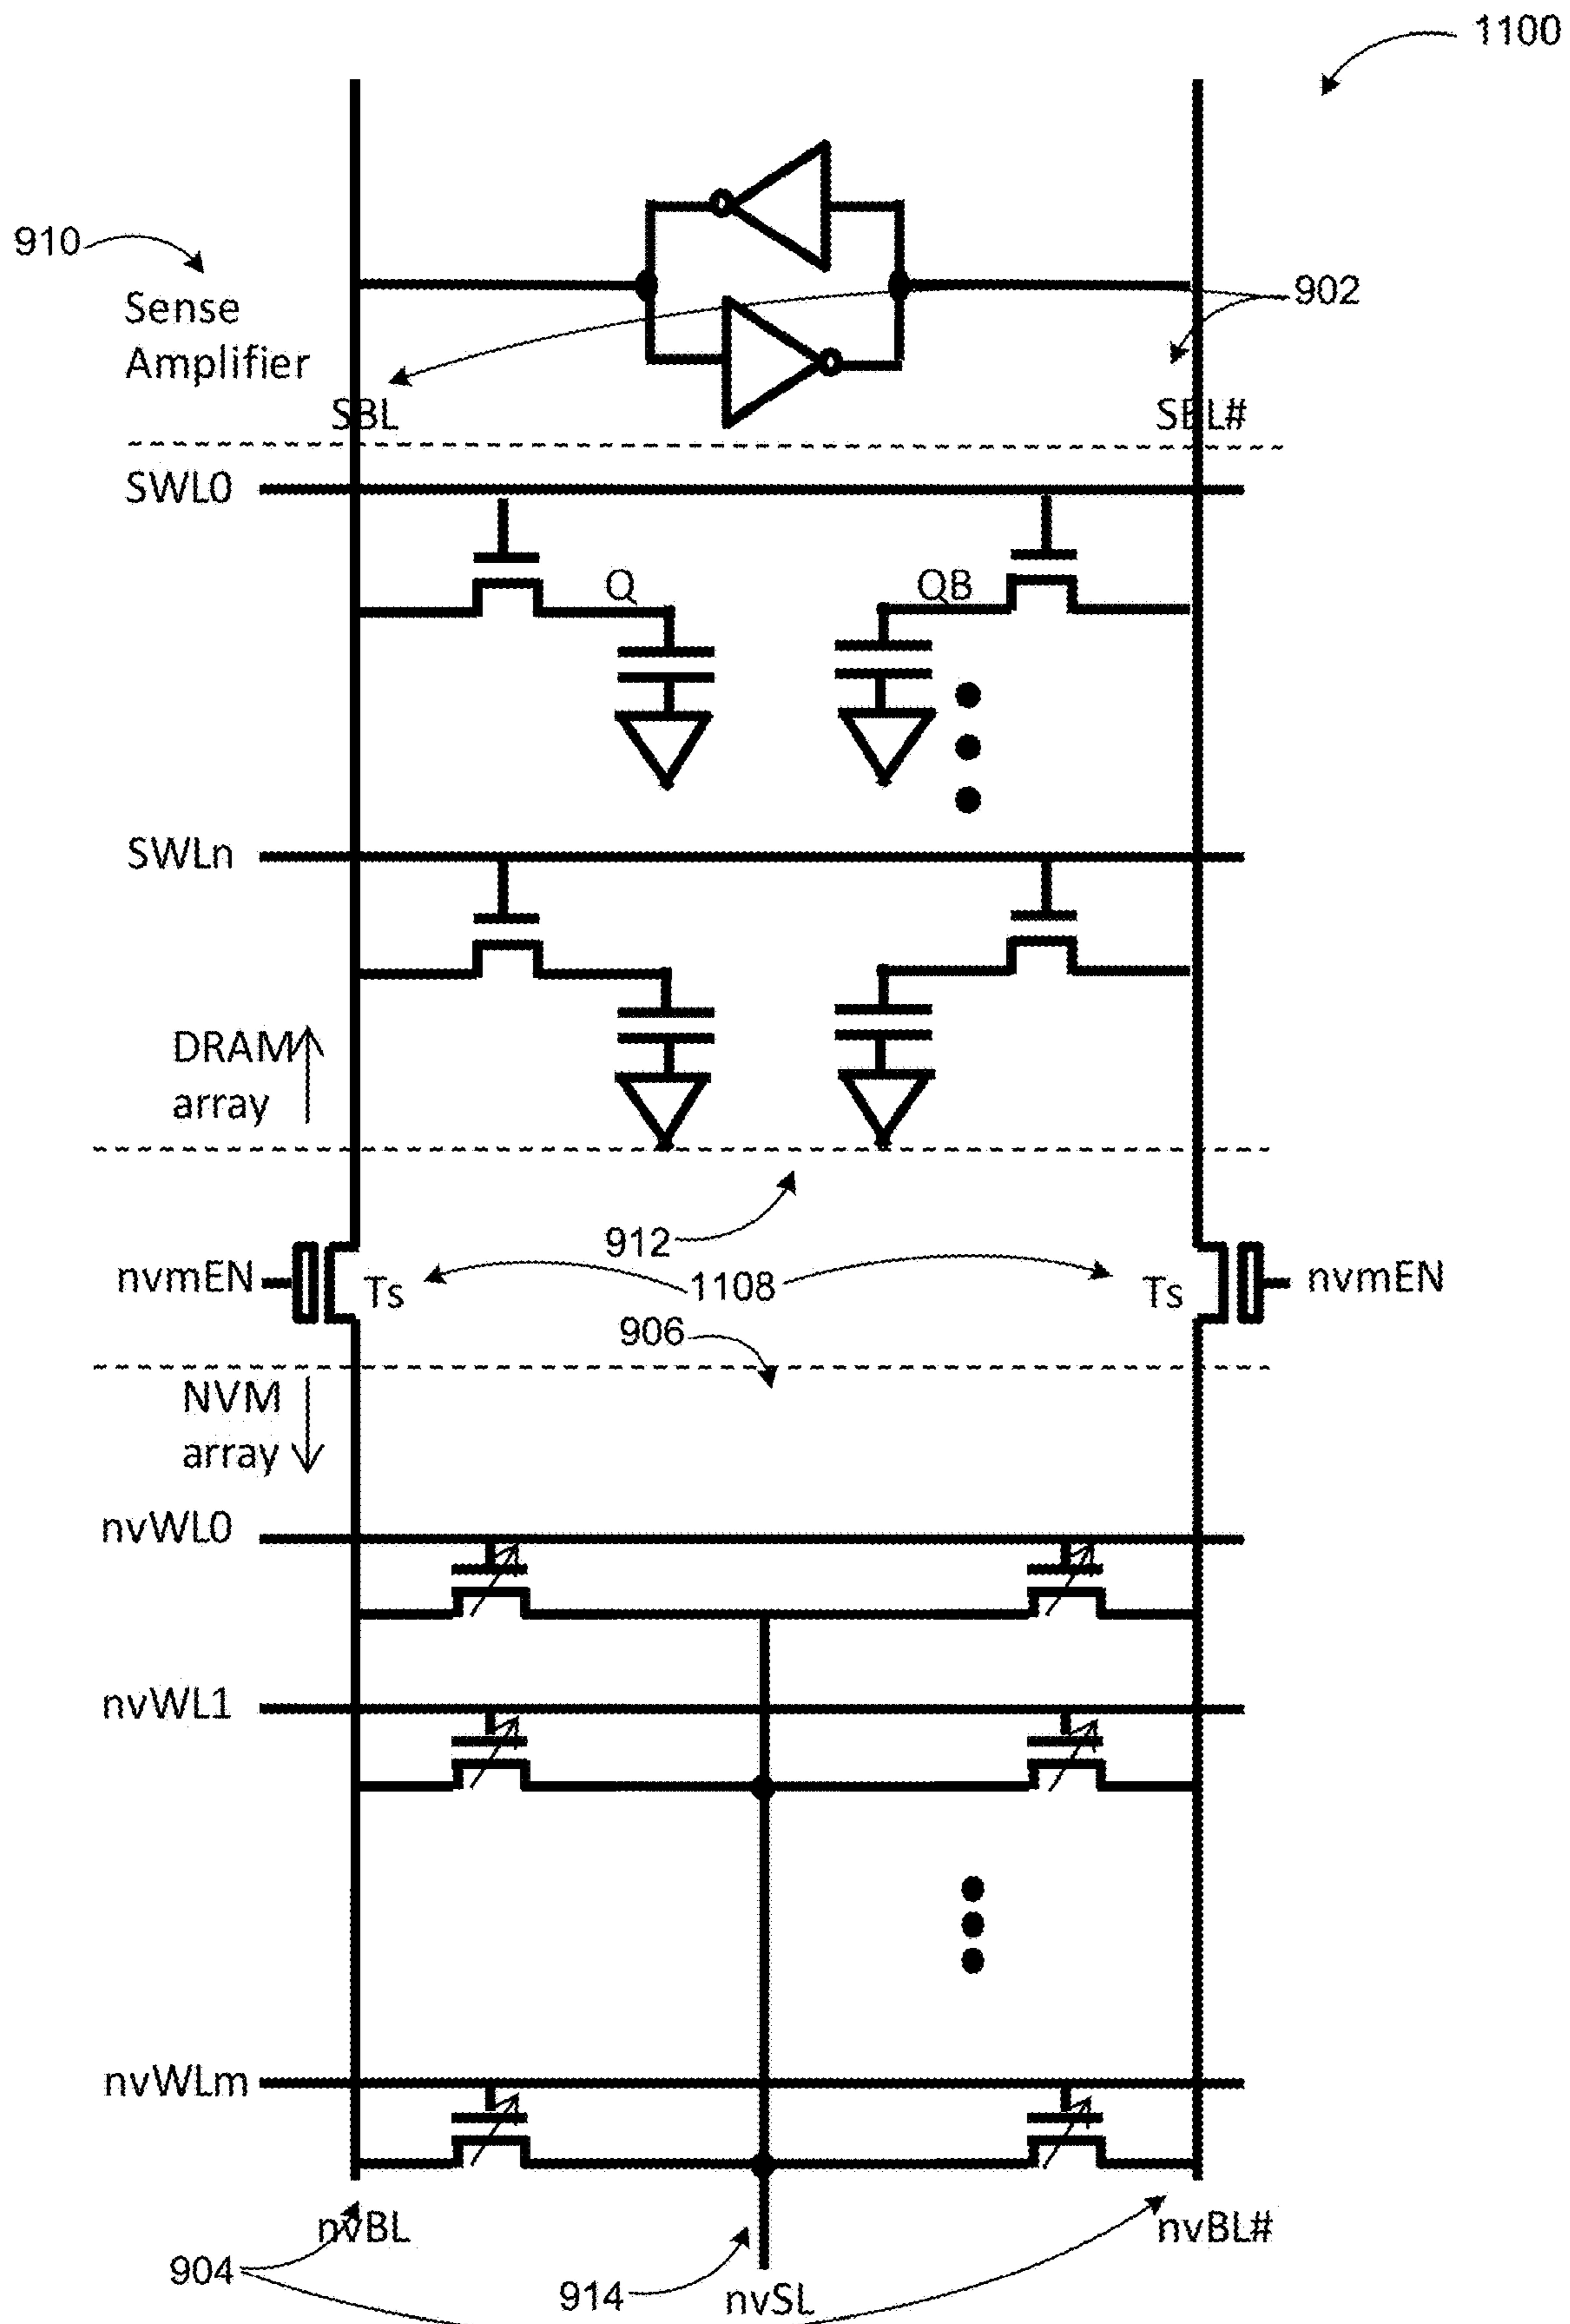 1100
910
Sense
Amplifier
902
SBL
SBL#
SWL0
Q
QB
SWLn
DRAM
array
912
nvmEN
Ts
1108
Ts
nvmEN
906
NVM
array
nvWL0
nvWL1
nvWLm
nvBL
nvBL#
904
914
nvSL